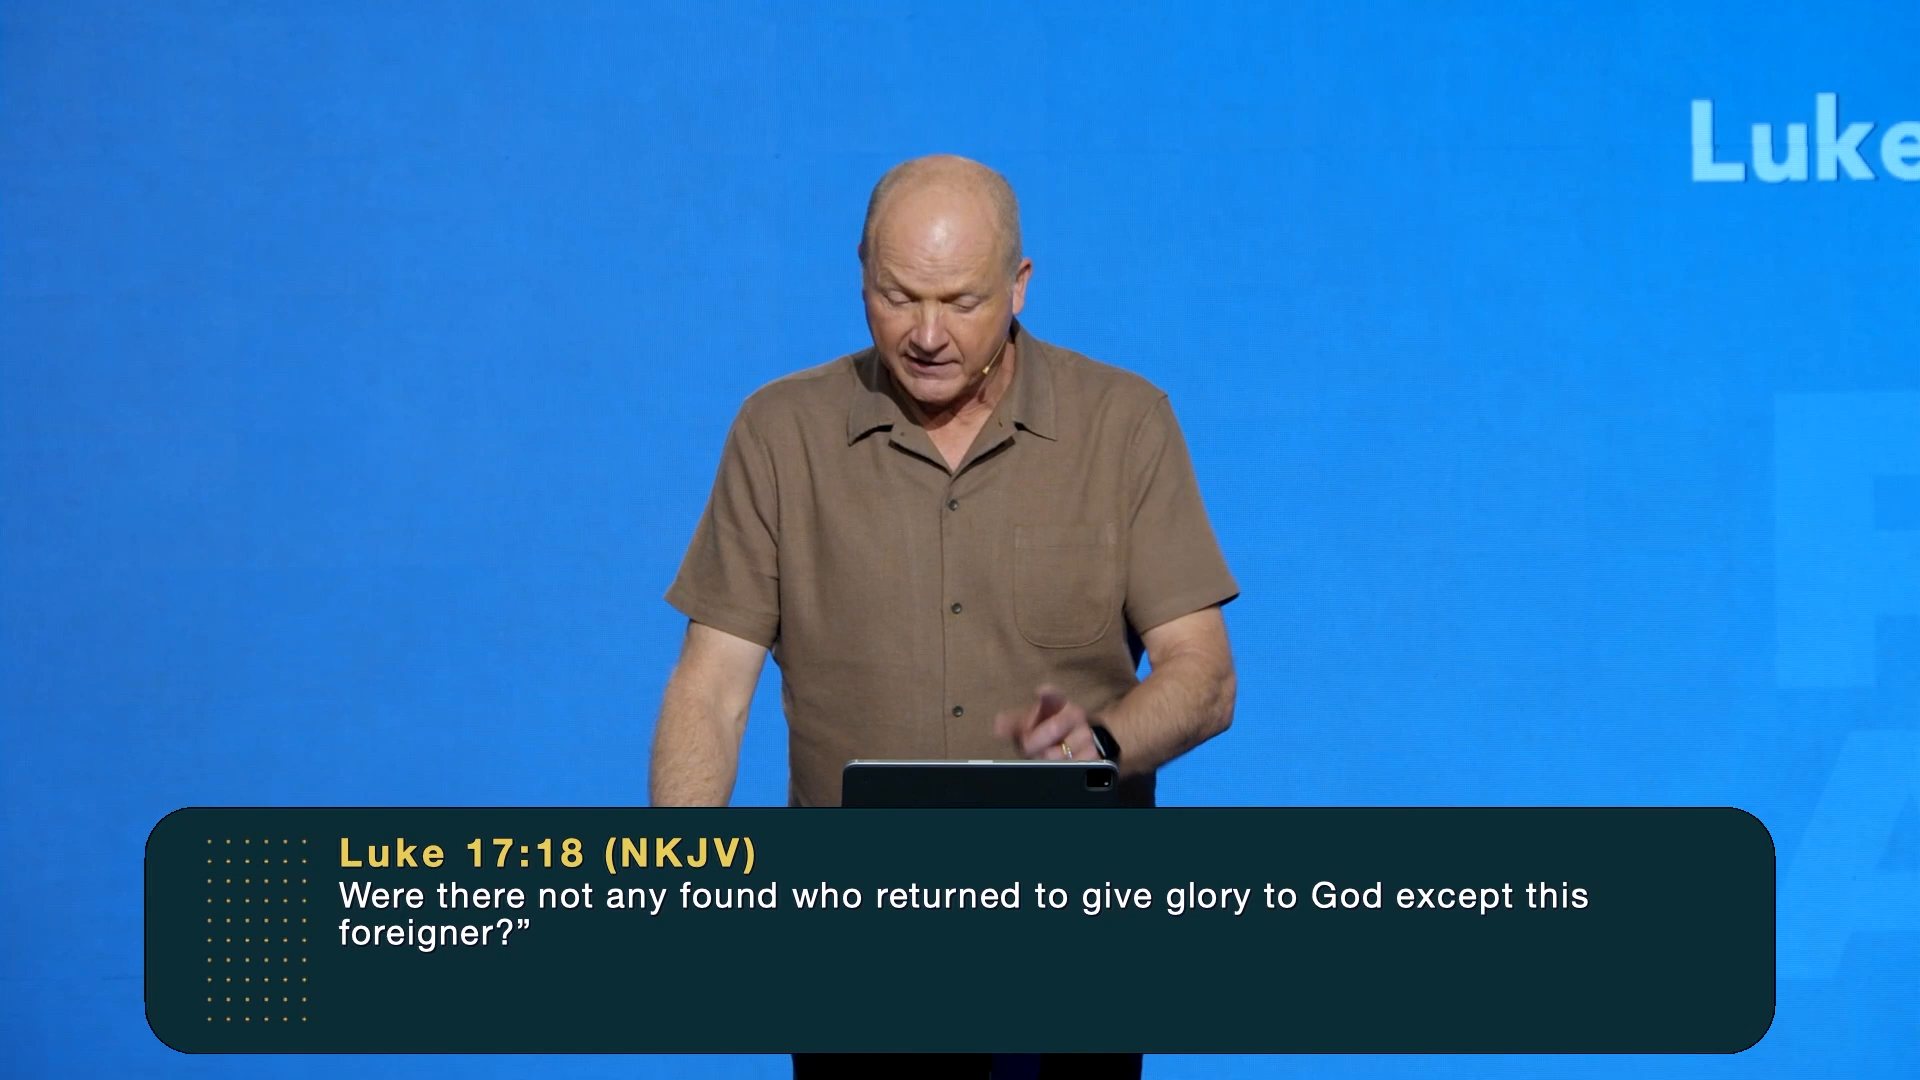 Luke
Luke 17:18 (NKJV)
Were there not any found who returned to give glory to God except this
foreigner?”